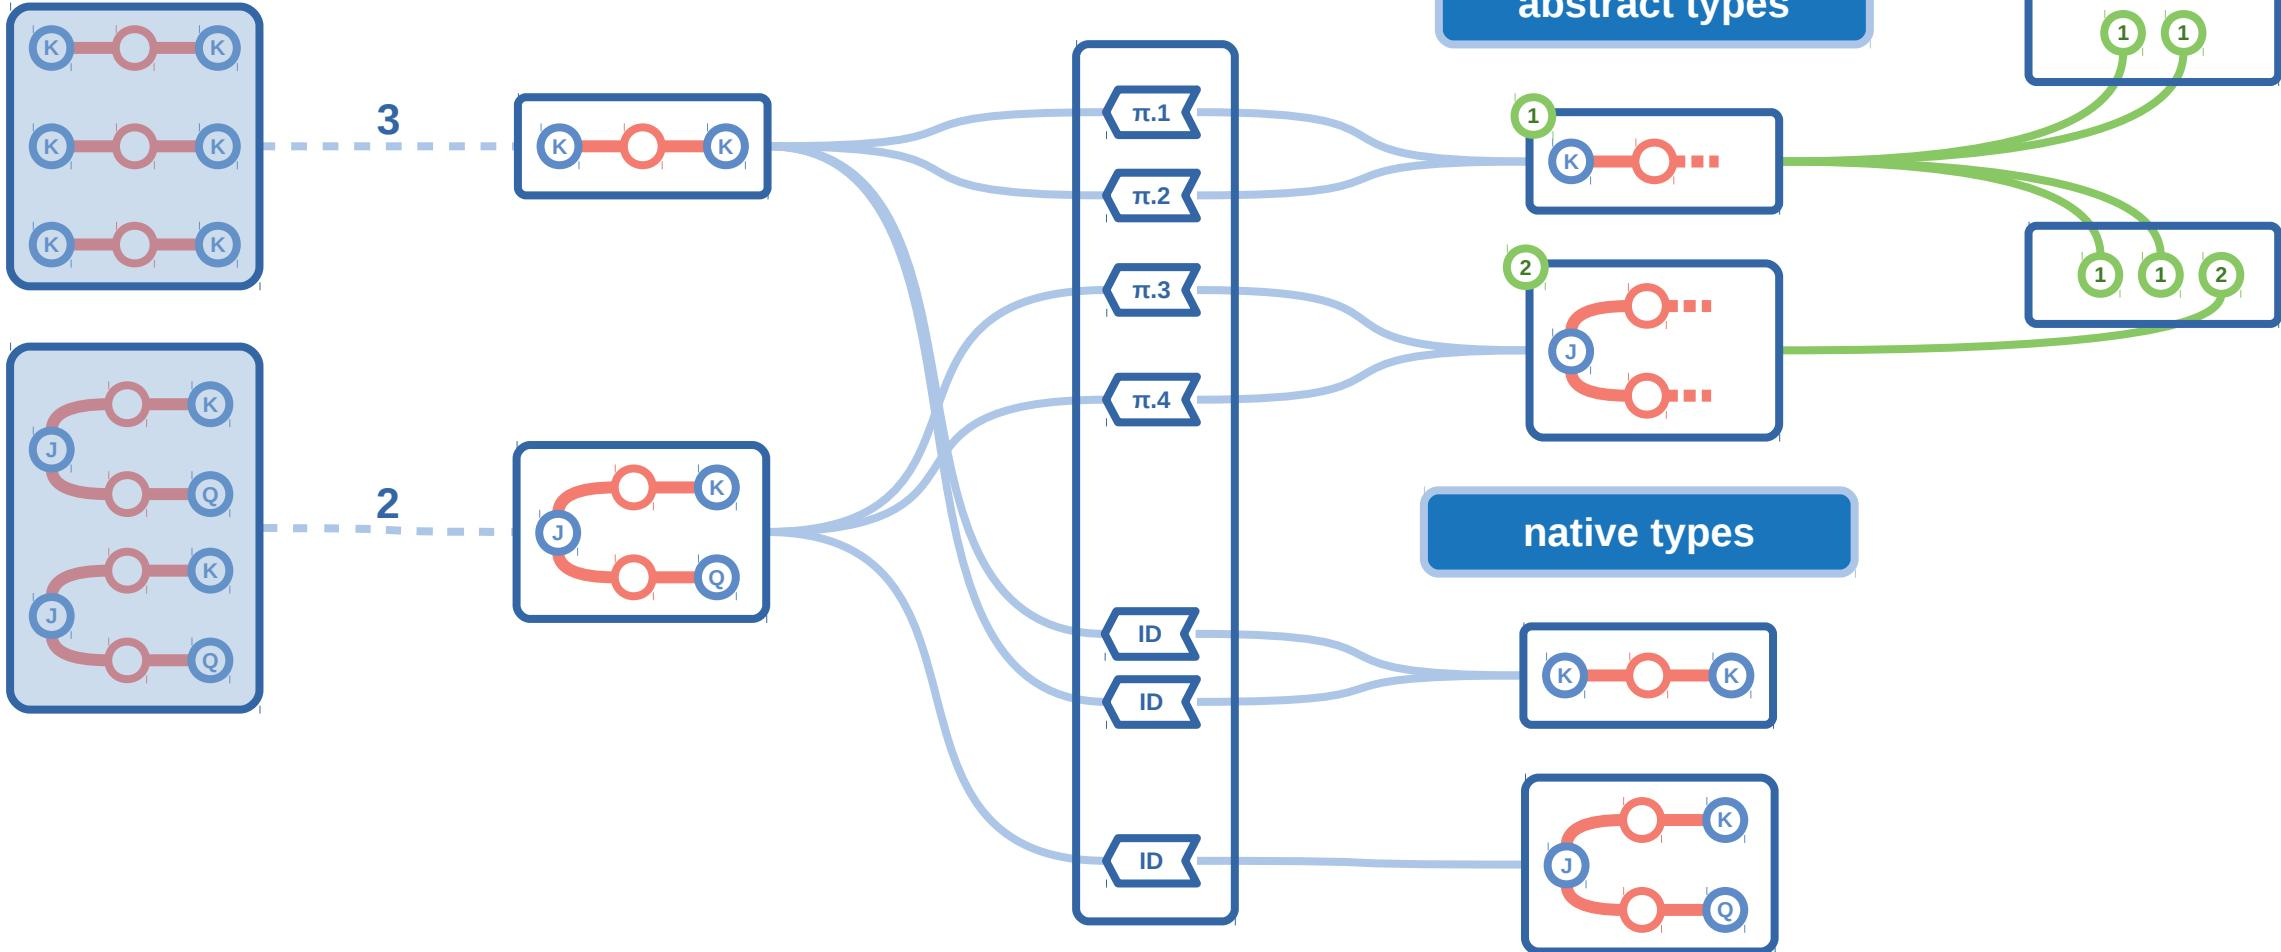 abstract types
K K
1 1
3
π.1
1
K K
K K
K
π.2
K K
2
1 1 2
π.3
J
K
π.4
J
Q
2
K
J
native types
K
Q
J
ID
Q
K K
ID
K
ID
J
Q